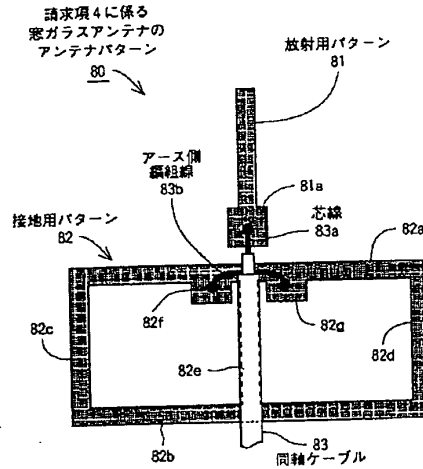 請求項4に係る
窓ガラスアンテナの
アンテナパターン
80
放射用パターン
81
アース側
編組線
83b
81a
芯線
83a
接地用パターン
82
82a
82f
82g
82c
82d
82e
82b
83
同軸ケーブル